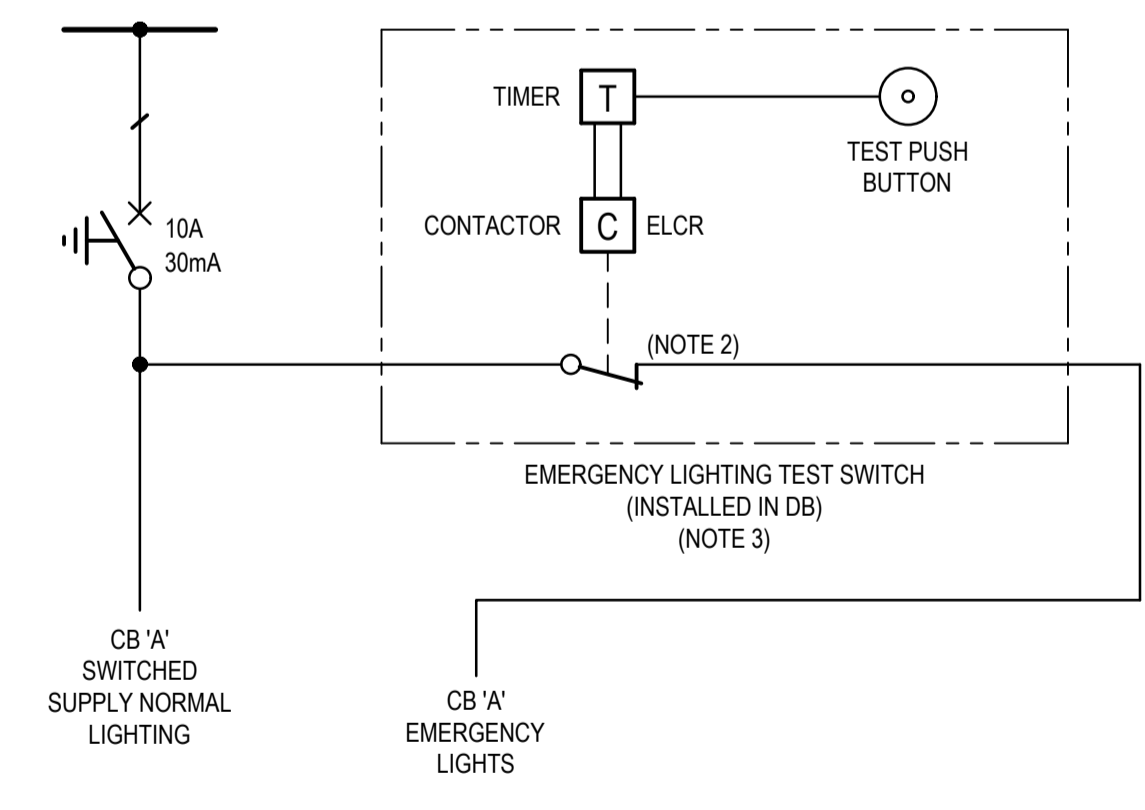 TIMER
T
TEST PUSH
BUTTON
CONTACTOR
C
ELCR
10A
30mA
(NOTE 2)
EMERGENCY LIGHTING TEST SWITCH
(INSTALLED IN DB)
(NOTE 3)
CB 'A'
SWITCHED
SUPPLY NORMAL
LIGHTING
CB 'A'
EMERGENCY
LIGHTS